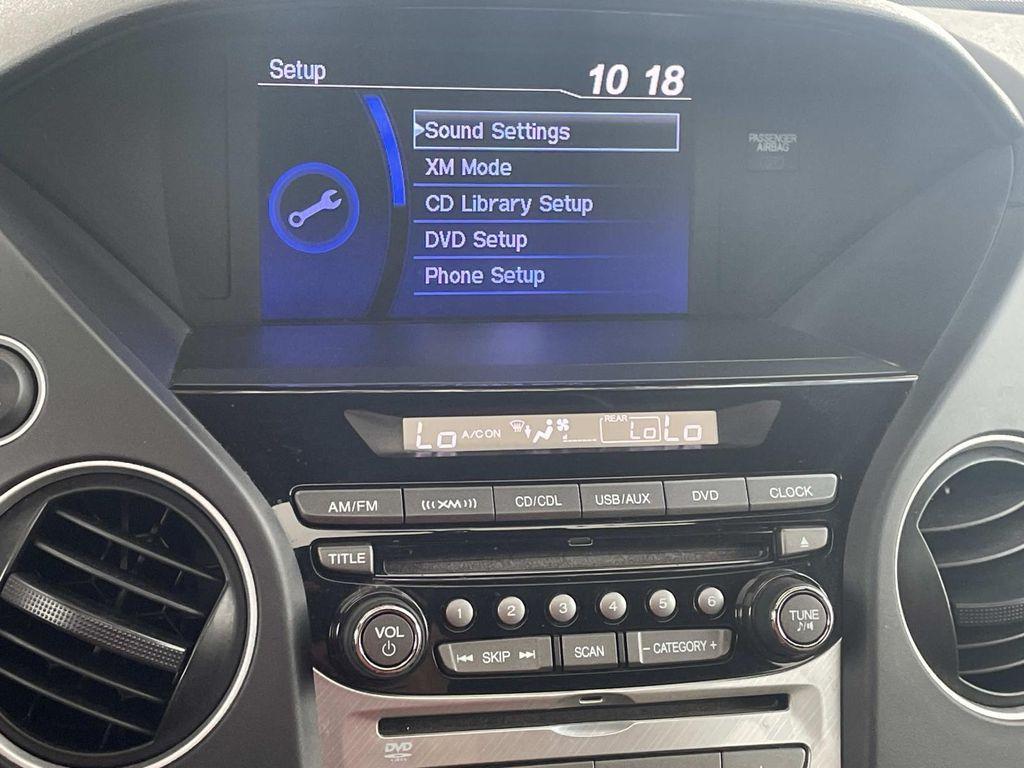 Setup
10 18
Sound Settings
XM Mode
CD Library Setup
DVD Setup
Phone Setup
PASSENGER
AIRBAG
Lo A/C ON REAR Lo Lo
AM/FM XM CD/CDL USB/AUX DVD CLOCK
TITLE
1 2 3 4 5 6
VOL
TUNE
SKIP SCAN - CATEGORY +
DVD